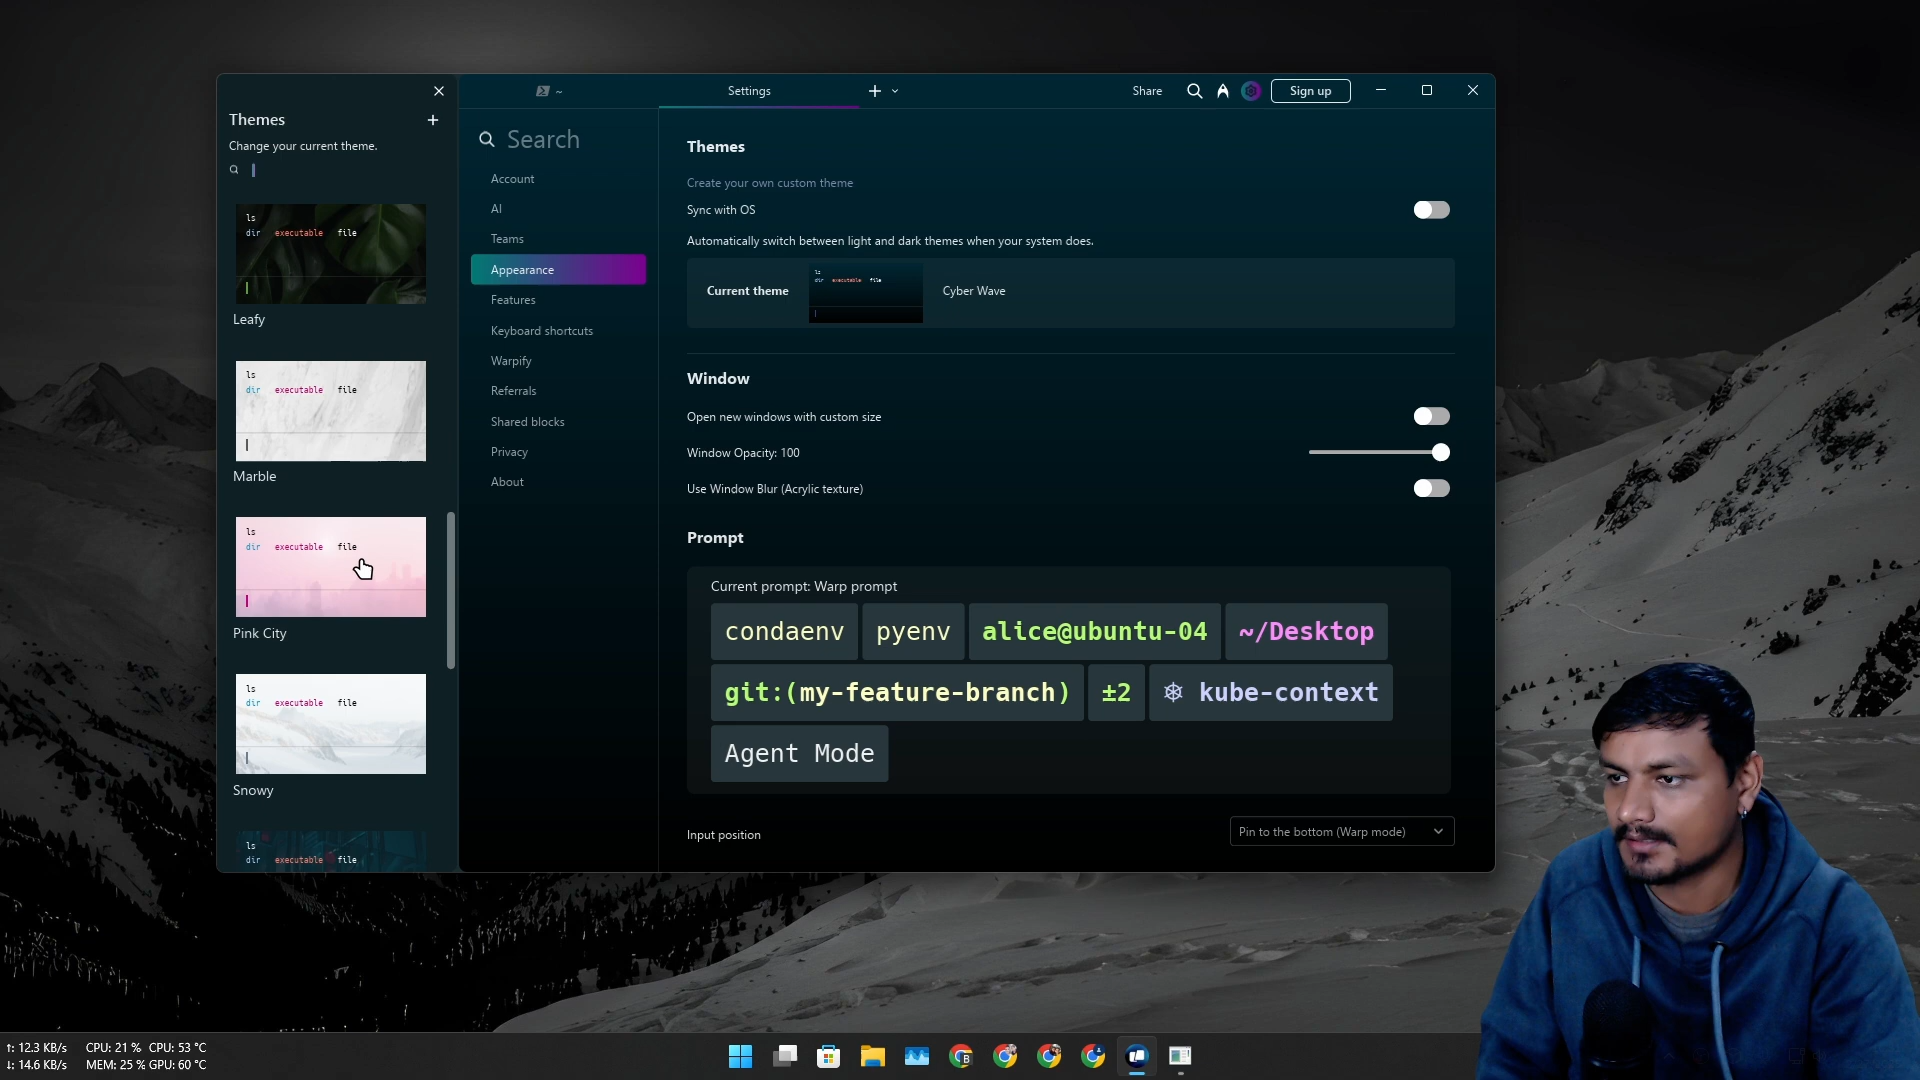 Themes
Change your current theme.
ls
dir executable file
Leafy
ls
dir executable file
Marble
ls
dir executable file
Pink City
ls
dir executable file
Snowy
ls
dir executable file
~
Settings
Share
Sign up
Search
Account
AI
Teams
Appearance
Features
Keyboard shortcuts
Warpify
Referrals
Shared blocks
Privacy
About
Themes
Create your own custom theme
Sync with OS
Automatically switch between light and dark themes when your system does.
Current theme
ls
dir executable file
Cyber Wave
Window
Open new windows with custom size
Window Opacity: 100
Use Window Blur (Acrylic texture)
Prompt
Current prompt: Warp prompt
condaenv pyenv alice@ubuntu-04 ~/Desktop
git:(my-feature-branch) ±2 ⎈ kube-context
Agent Mode
Input position
Pin to the bottom (Warp mode)
↑: 12.3 KB/s CPU: 21 % CPU: 53 °C
↓: 14.6 KB/s MEM: 25 % GPU: 60 °C
B